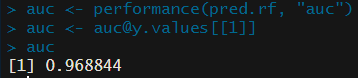 > auc <- performance(pred.rf, "auc")
> auc <- auc@y.values[[1]]
> auc
[1] 0.968844